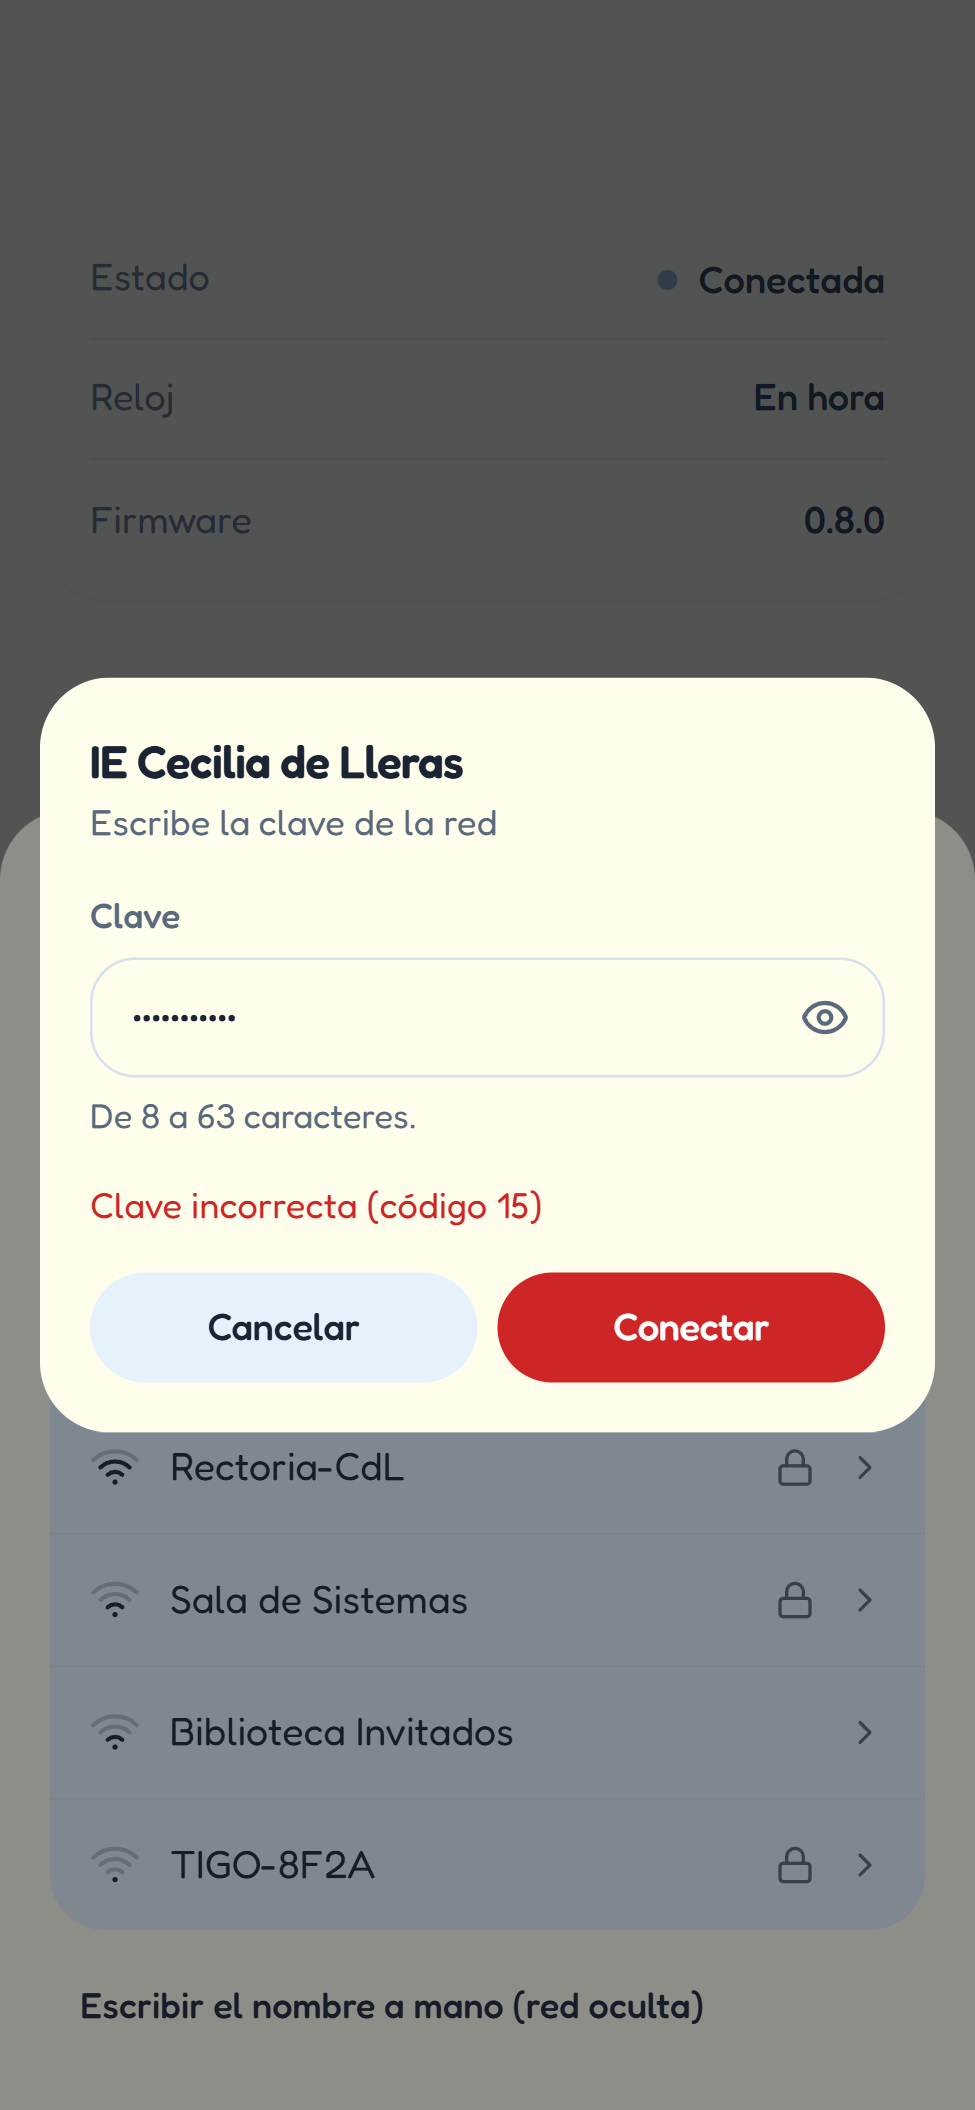 Estado
Conectada
Reloj
En hora
Firmware
0.8.0
IE Cecilia de Lleras
Escribe la clave de la red
Clave
•••••••••••
De 8 a 63 caracteres.
Clave incorrecta (código 15)
Cancelar
Conectar
Rectoria-CdL
Sala de Sistemas
Biblioteca Invitados
TIGO-8F2A
Escribir el nombre a mano (red oculta)